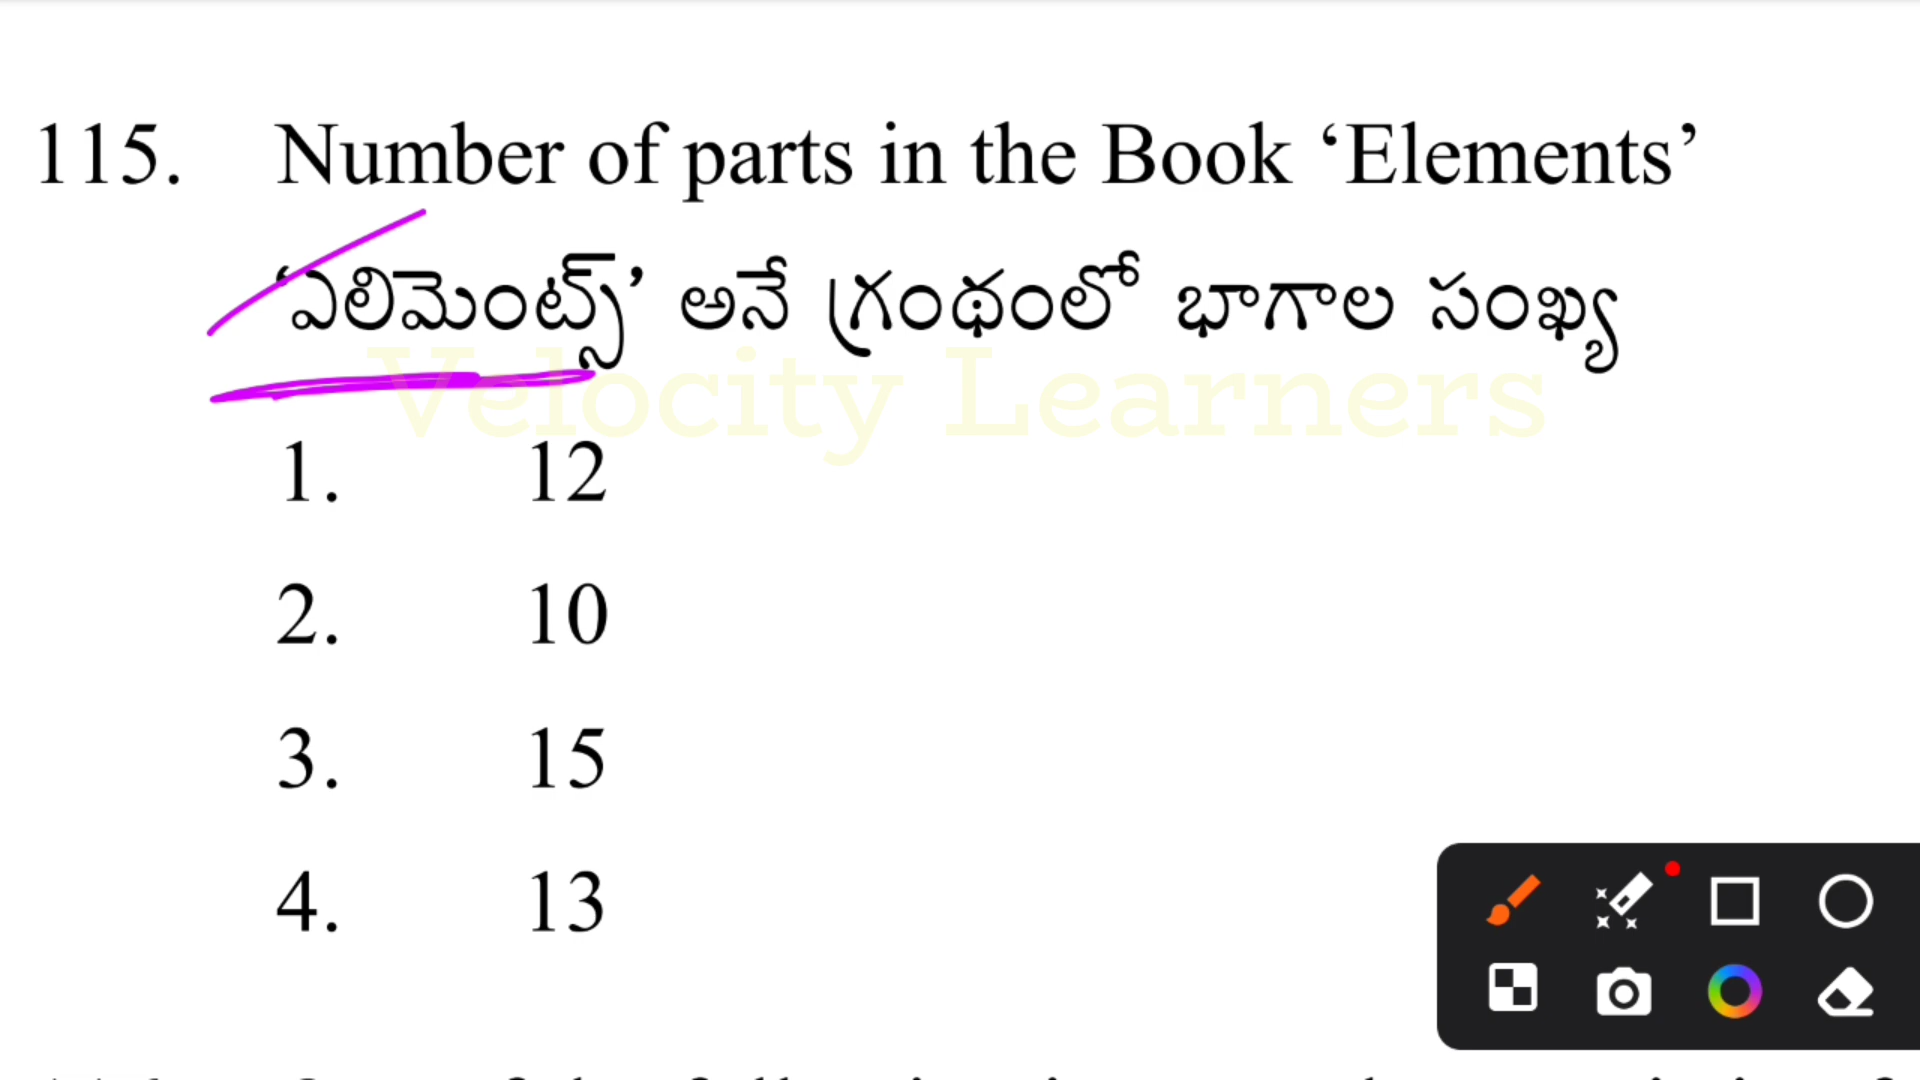 115. Number of parts in the Book ‘Elements’
‘ఎలిమెంట్స్’ అనే గ్రంథంలో భాగాల సంఖ్య
Velocity Learners
1. 12
2. 10
3. 15
4. 13